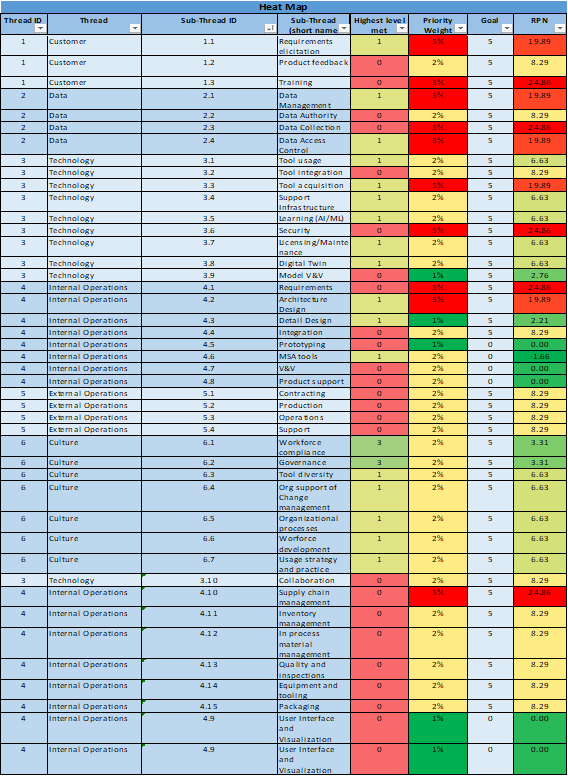 Heat Map
Thread ID Thread Sub-Thread ID Sub-Thread (short name Highest level met Priority Weight Goal RPN
1 Customer 1.1 Requirements elicitation 1 5% 5 19.89
1 Customer 1.2 Product feedback 0 2% 5 8.29
1 Customer 1.3 Training 0 5% 5 24.86
2 Data 2.1 Data Management 1 5% 5 19.89
2 Data 2.2 Data Authority 0 2% 5 8.29
2 Data 2.3 Data Collection 0 5% 5 24.86
2 Data 2.4 Data Access Control 1 5% 5 19.89
3 Technology 3.1 Tool usage 1 2% 5 6.63
3 Technology 3.2 Tool integration 0 2% 5 8.29
3 Technology 3.3 Tool acquisition 1 5% 5 19.89
3 Technology 3.4 Support Infrastructure 1 2% 5 6.63
3 Technology 3.5 Learning (AI/ML) 1 2% 5 6.63
3 Technology 3.6 Security 0 5% 5 24.86
3 Technology 3.7 Licensing/Maintenance 1 2% 5 6.63
3 Technology 3.8 Digital Twin 1 2% 5 6.63
3 Technology 3.9 Model V&V 0 1% 5 2.76
4 Internal Operations 4.1 Requirements 0 5% 5 24.86
4 Internal Operations 4.2 Architecture Design 1 5% 5 19.89
4 Internal Operations 4.3 Detail Design 1 1% 5 2.21
4 Internal Operations 4.4 Integration 0 2% 5 8.29
4 Internal Operations 4.5 Prototyping 0 1% 0 0.00
4 Internal Operations 4.6 MSA tools 1 2% 0 1.66
4 Internal Operations 4.7 V&V 0 2% 0 0.00
4 Internal Operations 4.8 Product support 0 2% 0 0.00
5 External Operations 5.1 Contracting 0 2% 5 8.29
5 External Operations 5.2 Production 0 2% 5 8.29
5 External Operations 5.3 Operations 0 2% 5 8.29
5 External Operations 5.4 Support 0 2% 5 8.29
6 Culture 6.1 Workforce compliance 3 2% 5 3.31
6 Culture 6.2 Governance 3 2% 5 3.31
6 Culture 6.3 Tool diversity 1 2% 5 6.63
6 Culture 6.4 Org support of Change management 1 2% 5 6.63
6 Culture 6.5 Organizational processes 1 2% 5 6.63
6 Culture 6.6 Worforce development 1 2% 5 6.63
6 Culture 6.7 Usage strategy and practice 1 2% 5 6.63
3 Technology 3.10 Collaboration 0 2% 5 8.29
4 Internal Operations 4.10 Supply chain management 0 5% 5 24.86
4 Internal Operations 4.11 Inventory management 0 2% 5 8.29
4 Internal Operations 4.12 In process material management 0 2% 5 8.29
4 Internal Operations 4.13 Quality and inspections 0 2% 5 8.29
4 Internal Operations 4.14 Equipment and tooling 0 2% 5 8.29
4 Internal Operations 4.15 Packaging 0 2% 5 8.29
4 Internal Operations 4.9 User Interface and Visualization 0 1% 0 0.00
4 Internal Operations 4.9 User Interface and Visualization 0 1% 0 0.00